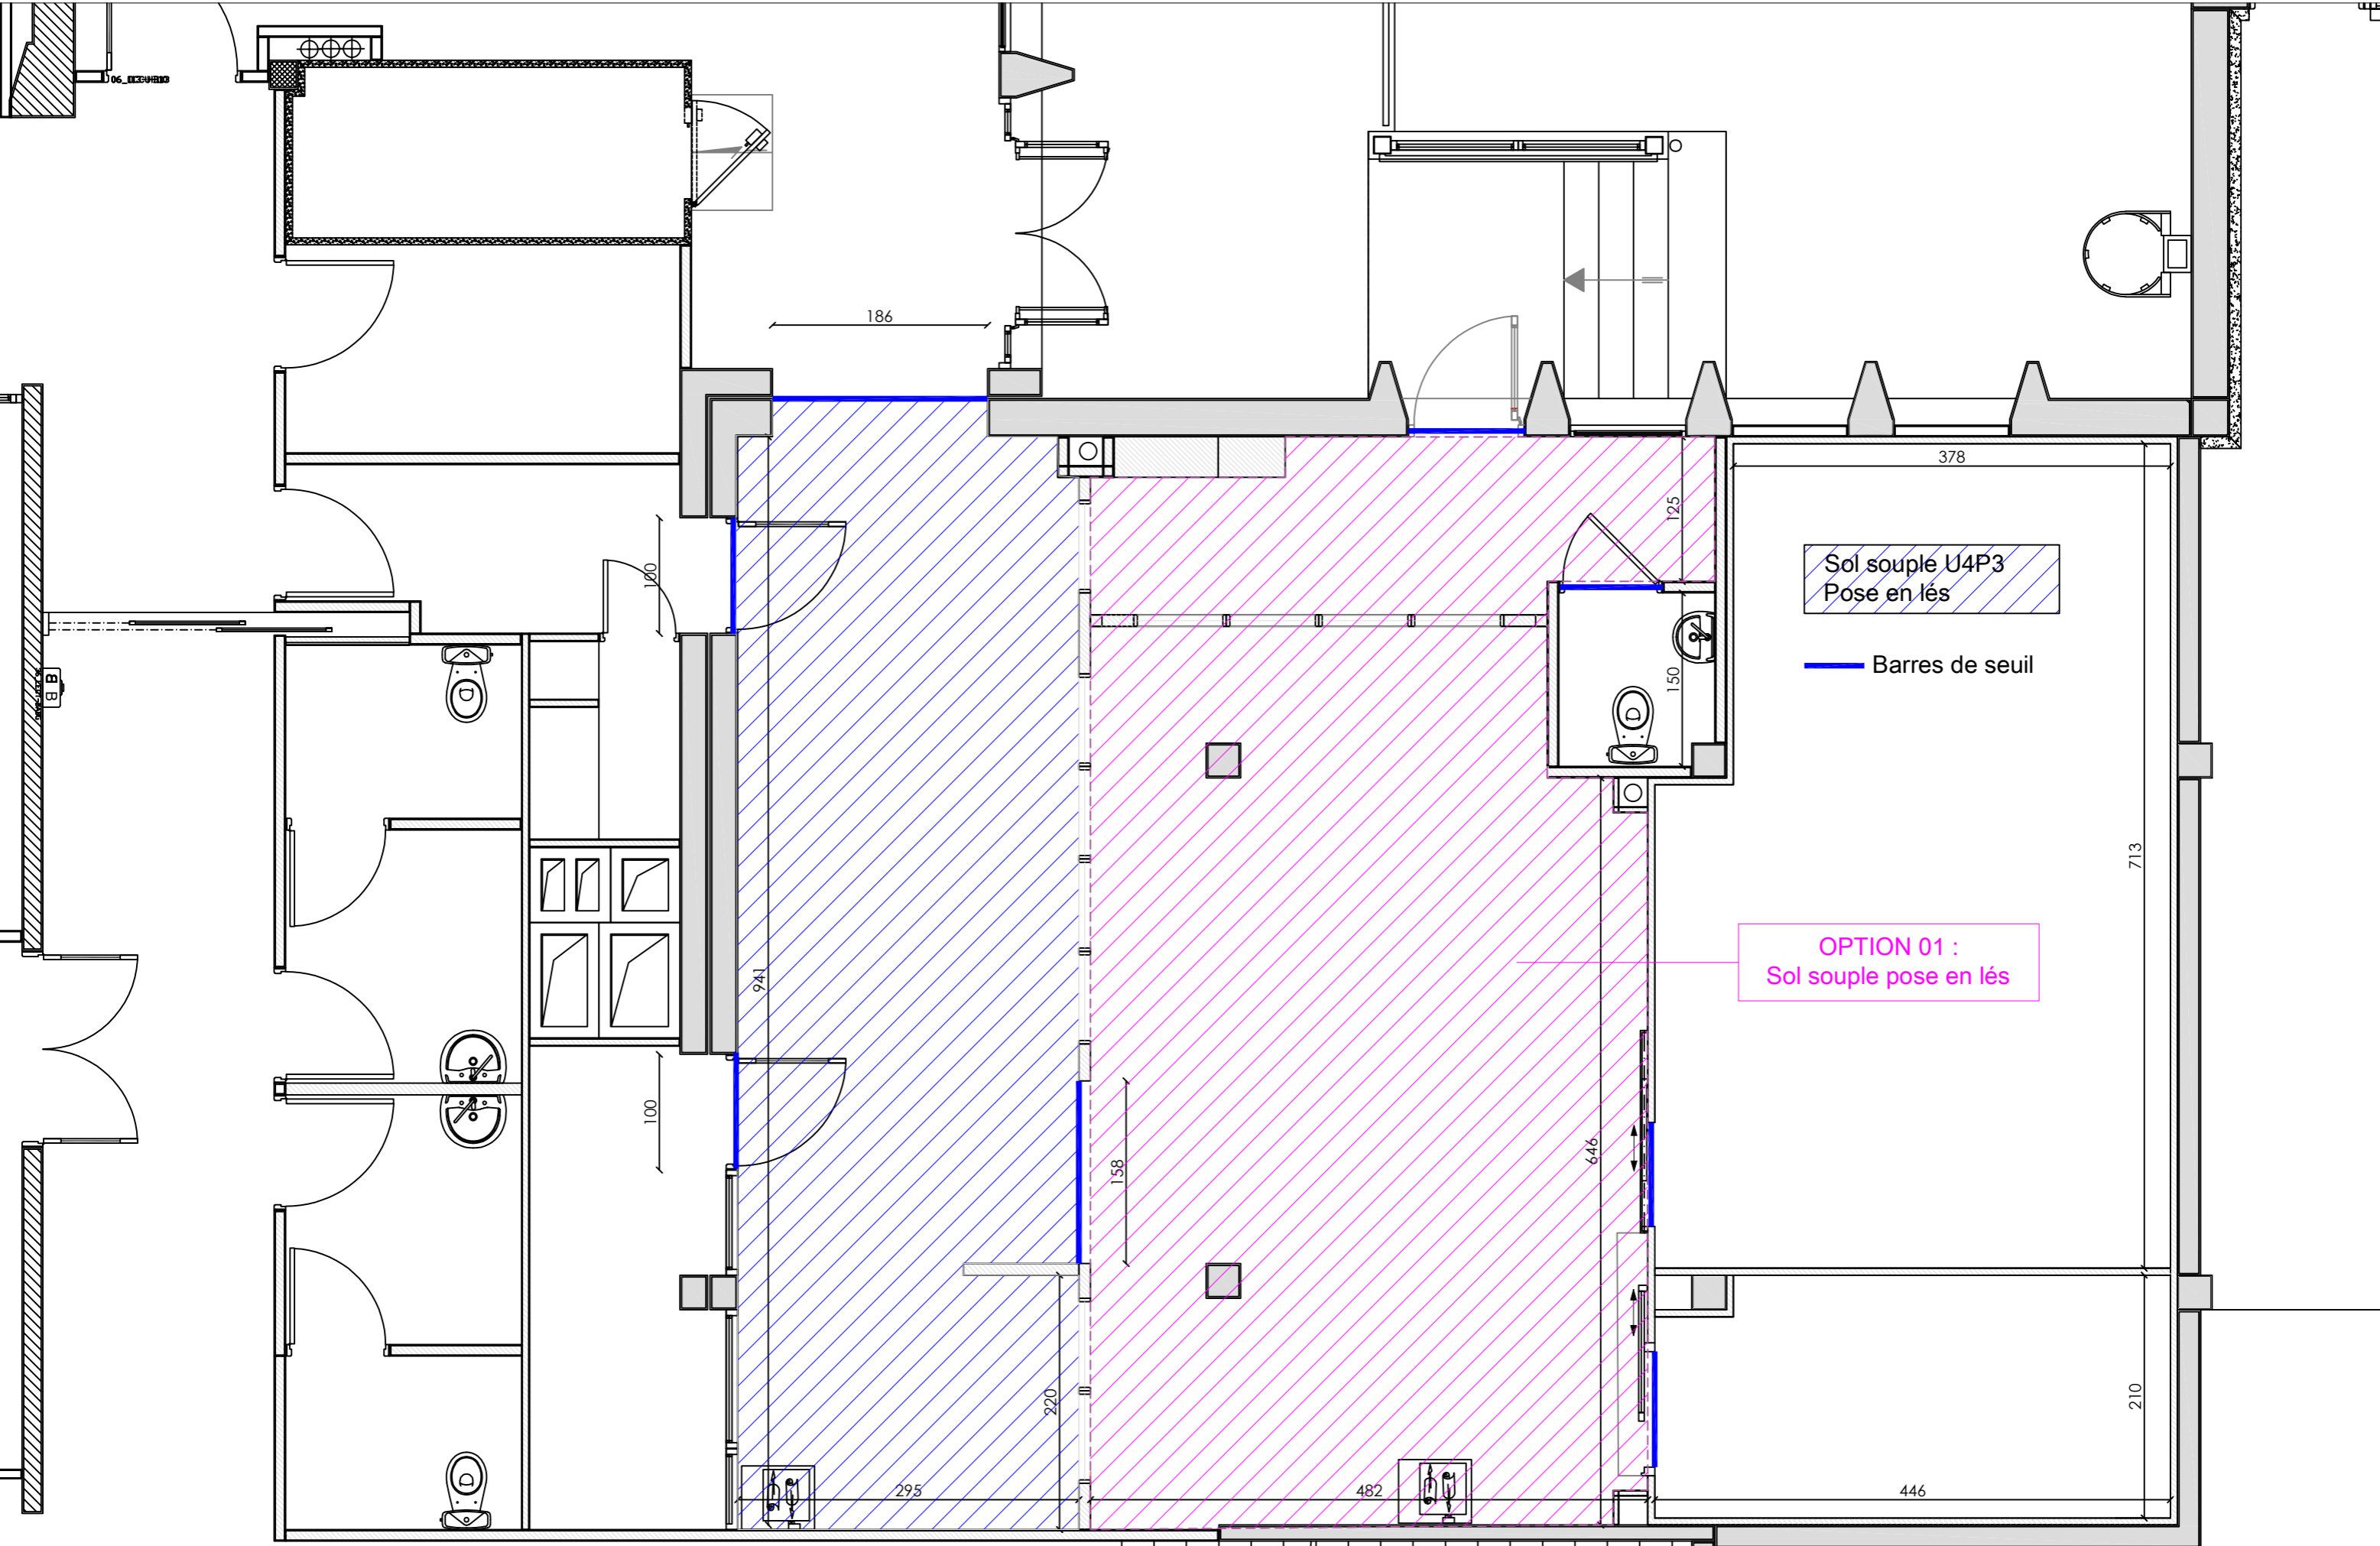 186
378
125
100
Sol souple U4P3
Pose en lés
Barres de seuil
150
B B
713
OPTION 01 :
Sol souple pose en lés
941
100
158
646
220
210
295
482
446